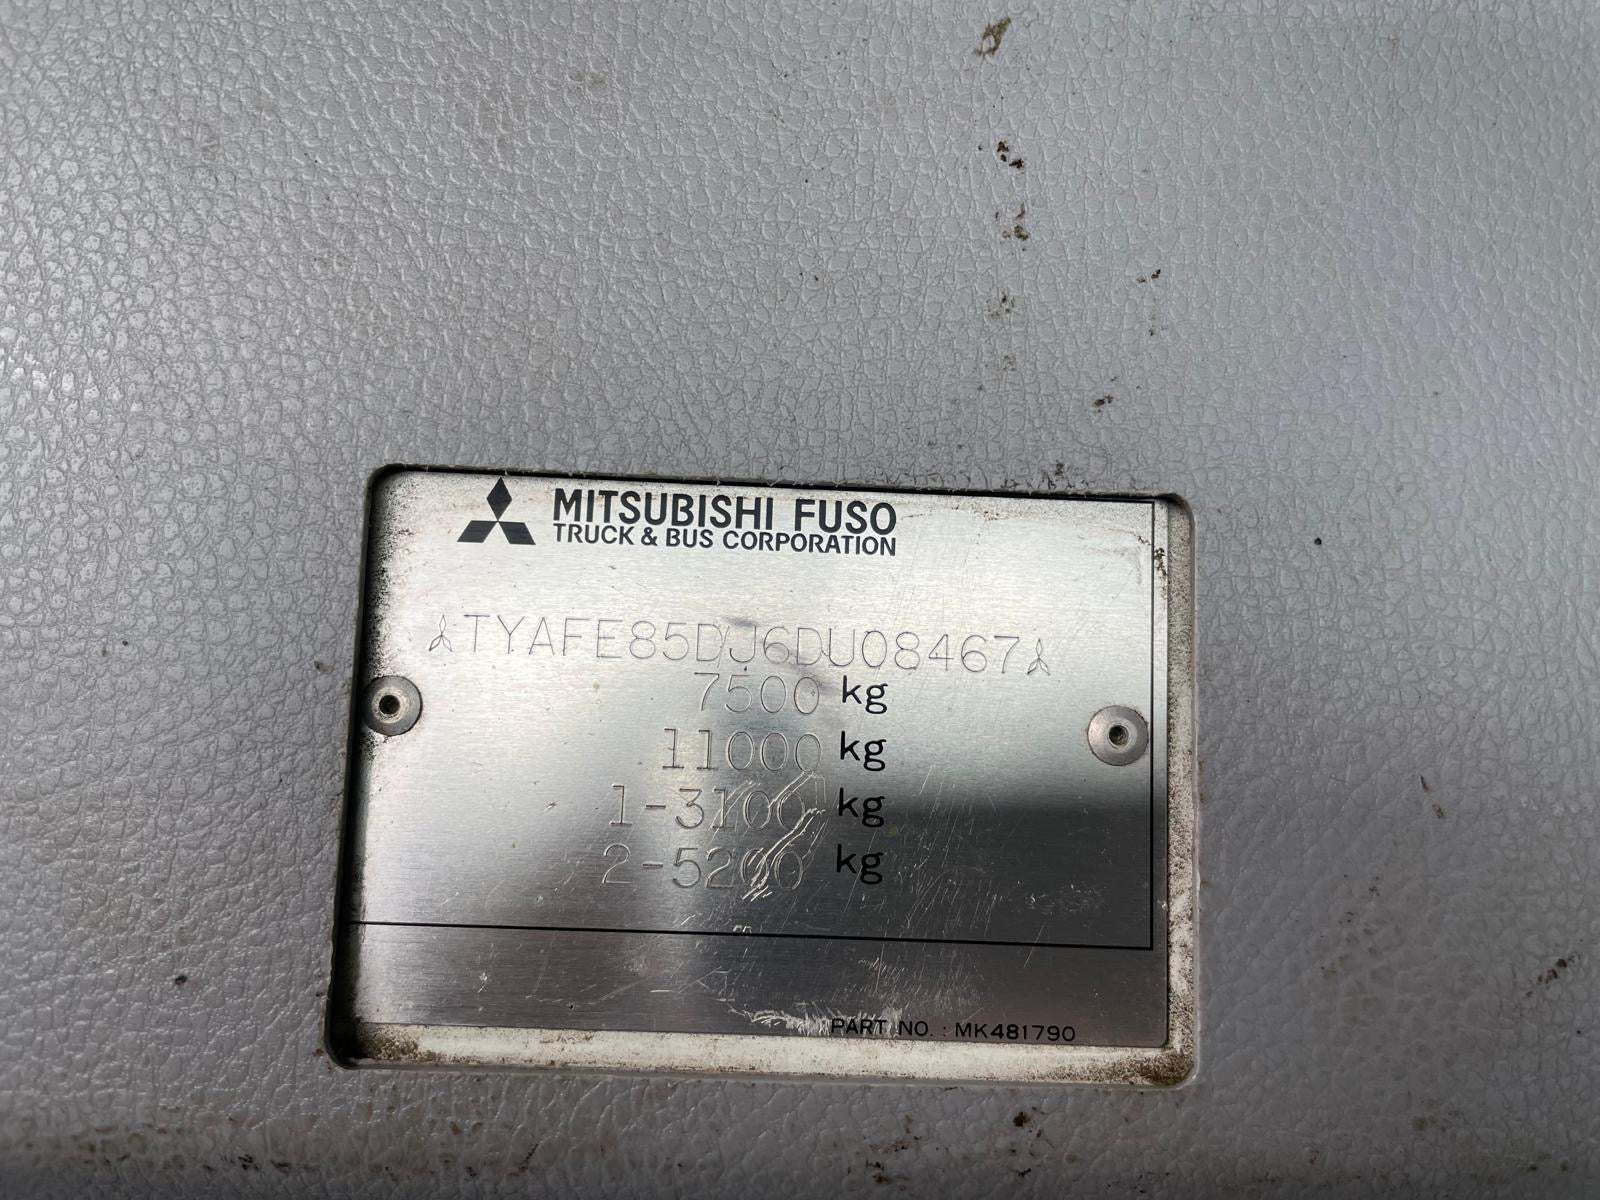 MITSUBISHI FUSO
TRUCK & BUS CORPORATION
TYAFE85DJ6DU08467
7500 kg
11000 kg
1-3100 kg
2-5200 kg
PART NO. : MK481790